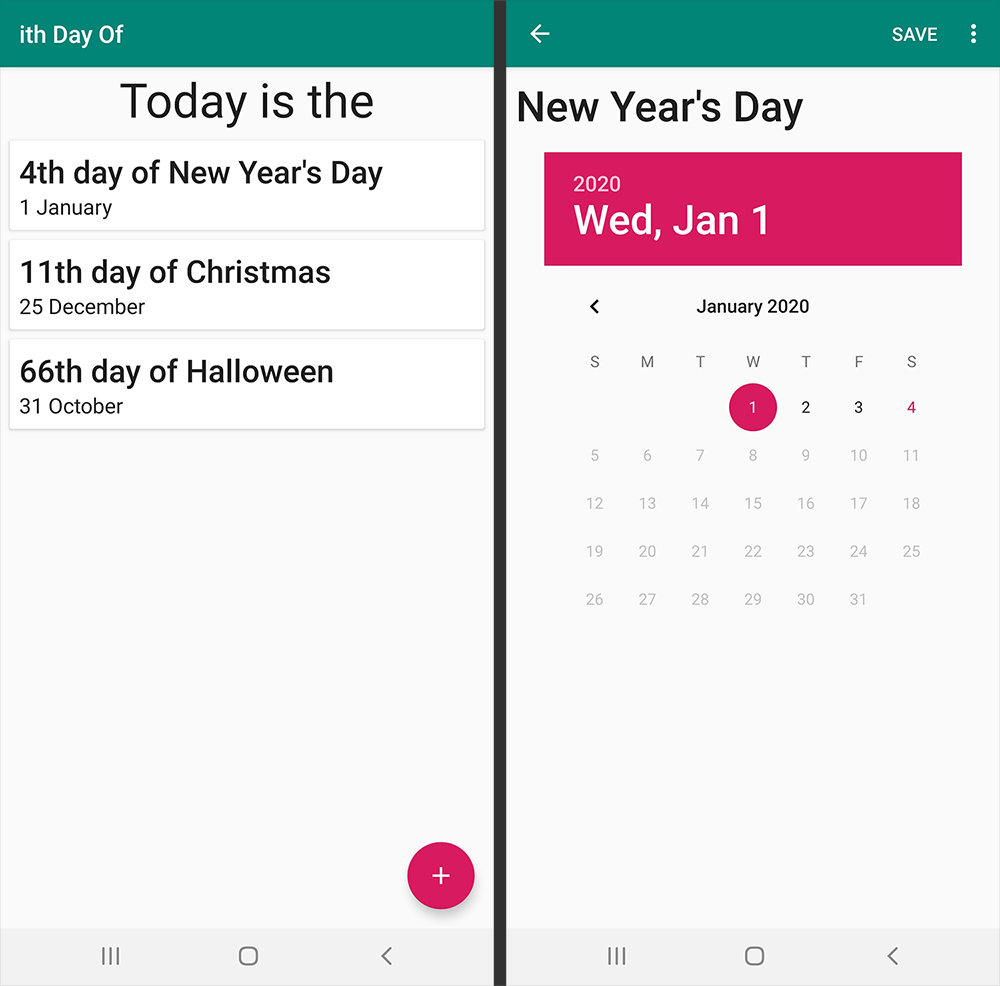 ith Day Of
Today is the
4th day of New Year's Day
1 January
11th day of Christmas
25 December
66th day of Halloween
31 October
SAVE
New Year's Day
2020
Wed, Jan 1
January 2020
S M T W T F S
1 2 3 4
5 6 7 8 9 10 11
12 13 14 15 16 17 18
19 20 21 22 23 24 25
26 27 28 29 30 31